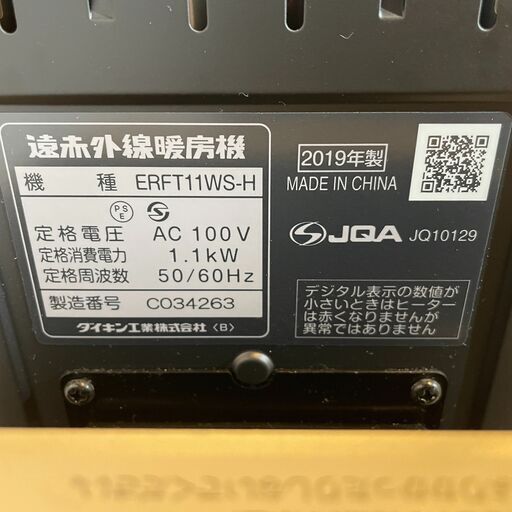 遠赤外線暖房機
機 種 ERFT11WS-H
PSE
定格電圧 AC 100V
定格消費電力 1.1kW
定格周波数 50/60Hz
製造番号 C034263
ダイキン工業株式会社〈B〉
2019年製
MADE IN CHINA
JQA JQ10129
デジタル表示の数値が
小さいときはヒーター
は赤くなりませんが
異常ではありません